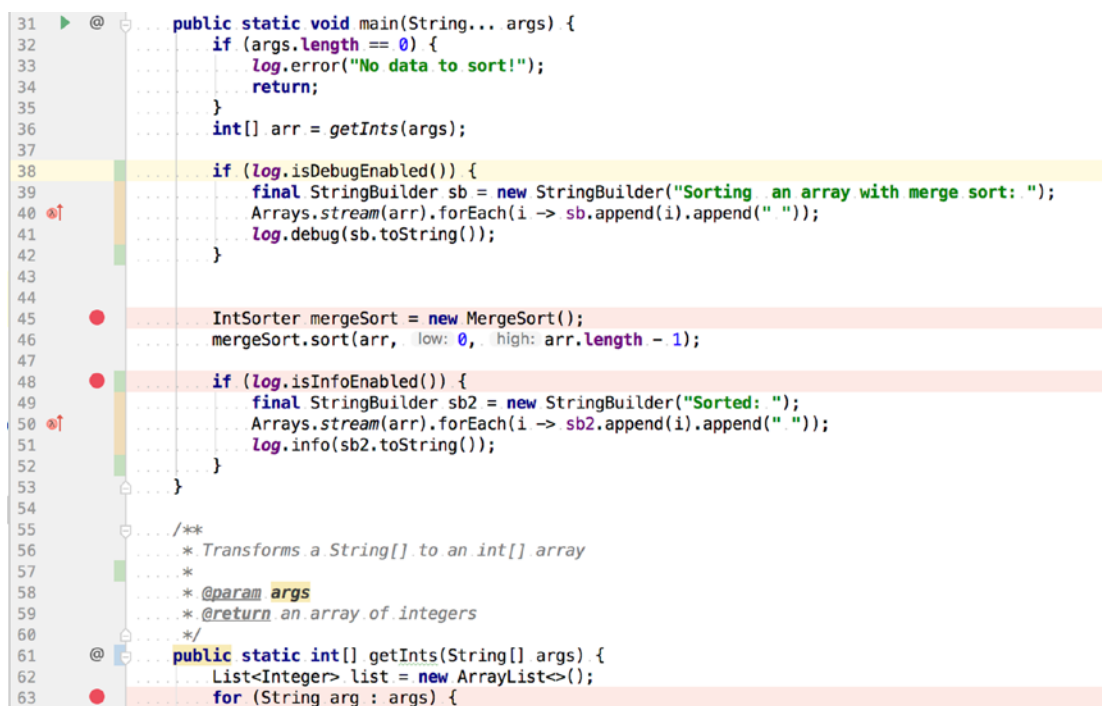 31 @ public static void main(String... args) {
32 if (args.length == 0) {
33 log.error("No data to sort!");
34 return;
35 }
36 int[] arr = getInts(args);
37
38 if (log.isDebugEnabled()) {
39 final StringBuilder sb = new StringBuilder("Sorting  an array with merge sort: ");
40 Arrays.stream(arr).forEach(i -> sb.append(i).append(" "));
41 log.debug(sb.toString());
42 }
43
44
45 IntSorter mergeSort = new MergeSort();
46 mergeSort.sort(arr, low: 0, high: arr.length - 1);
47
48 if (log.isInfoEnabled()) {
49 final StringBuilder sb2 = new StringBuilder("Sorted: ");
50 Arrays.stream(arr).forEach(i -> sb2.append(i).append(" "));
51 log.info(sb2.toString());
52 }
53 }
54
55 /**
56 * Transforms a String[] to an int[] array
57 *
58 * @param args
59 * @return an array of integers
60 */
61 @ public static int[] getInts(String[] args) {
62 List<Integer> list = new ArrayList<>();
63 for (String arg : args) {